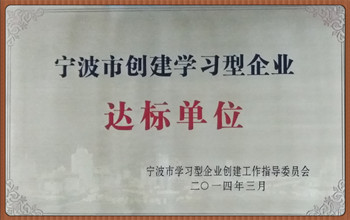 宁波市创建学习型企业
达标单位
宁波市学习型企业创建工作指导委员会
二〇一四年三月